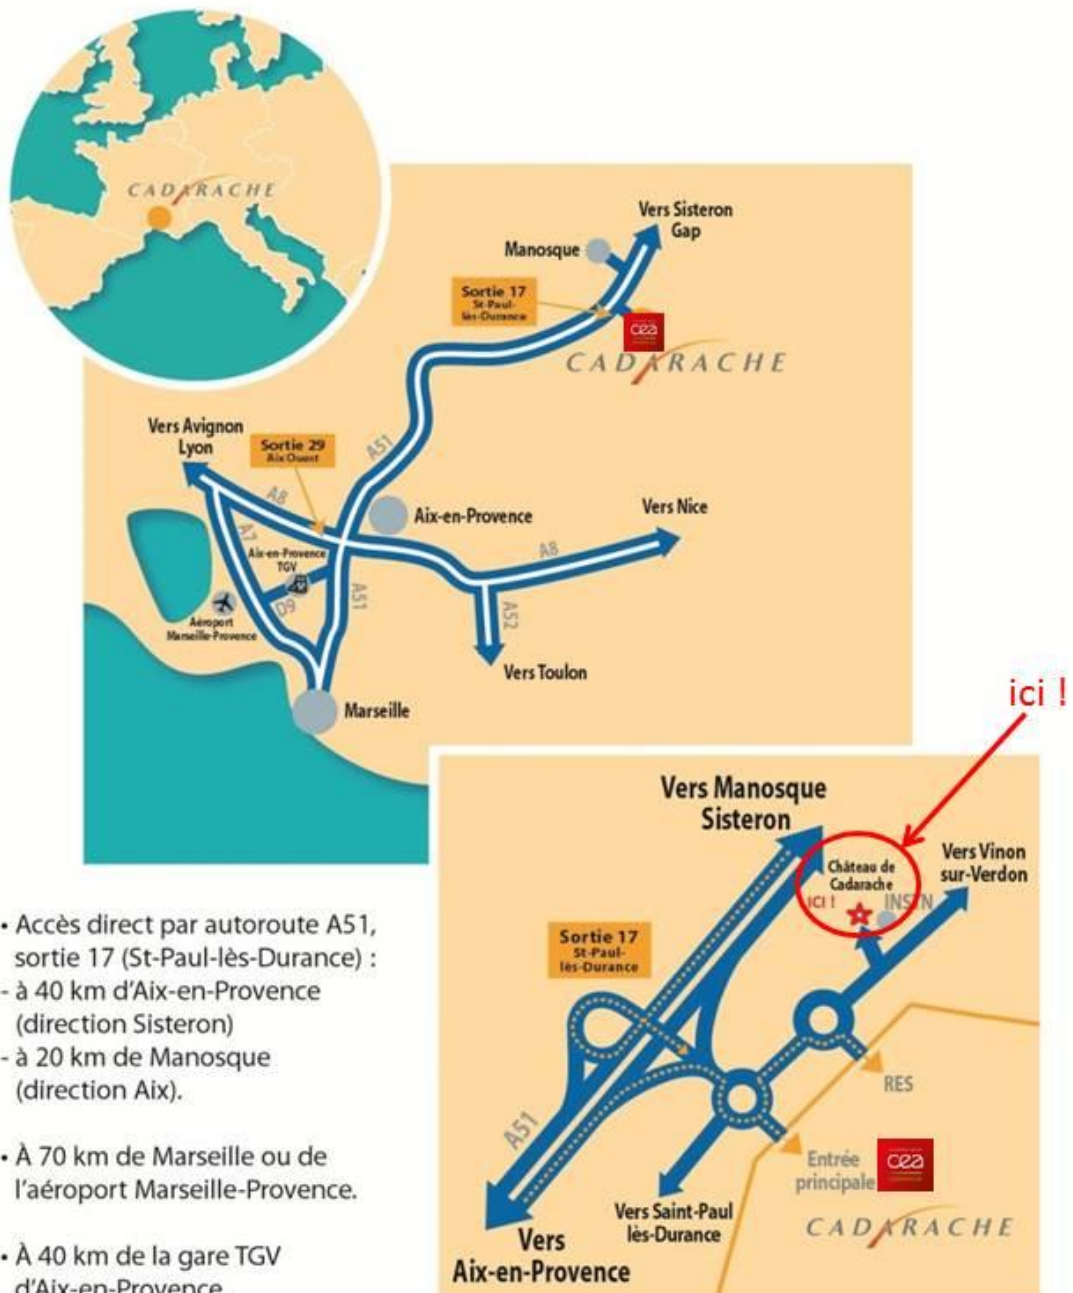 CADARACHE
Vers Sisteron
Gap
Manosque
Sortie 17
St-Paul-
lès-Durance
cea
CADARACHE
Vers Avignon
Lyon
Sortie 29
Aix Ouest
A51
A8
Aix-en-Provence
Vers Nice
A7
Aix-en-Provence
TGV
A8
D9
A51
A52
Aéroport
Marseille-Provence
Vers Toulon
Marseille
ici !
Vers Manosque
Sisteron
Château de
Cadarache
ICI !
INSTN
Vers Vinon
sur-Verdon
Sortie 17
St-Paul-
lès-Durance
RES
A51
Entrée
principale
cea
CADARACHE
Vers Saint-Paul
lès-Durance
Vers
Aix-en-Provence
• Accès direct par autoroute A51,
sortie 17 (St-Paul-lès-Durance) :
- à 40 km d'Aix-en-Provence
(direction Sisteron)
- à 20 km de Manosque
(direction Aix).
• À 70 km de Marseille ou de
l'aéroport Marseille-Provence.
• À 40 km de la gare TGV
d'Aix-en-Provence.